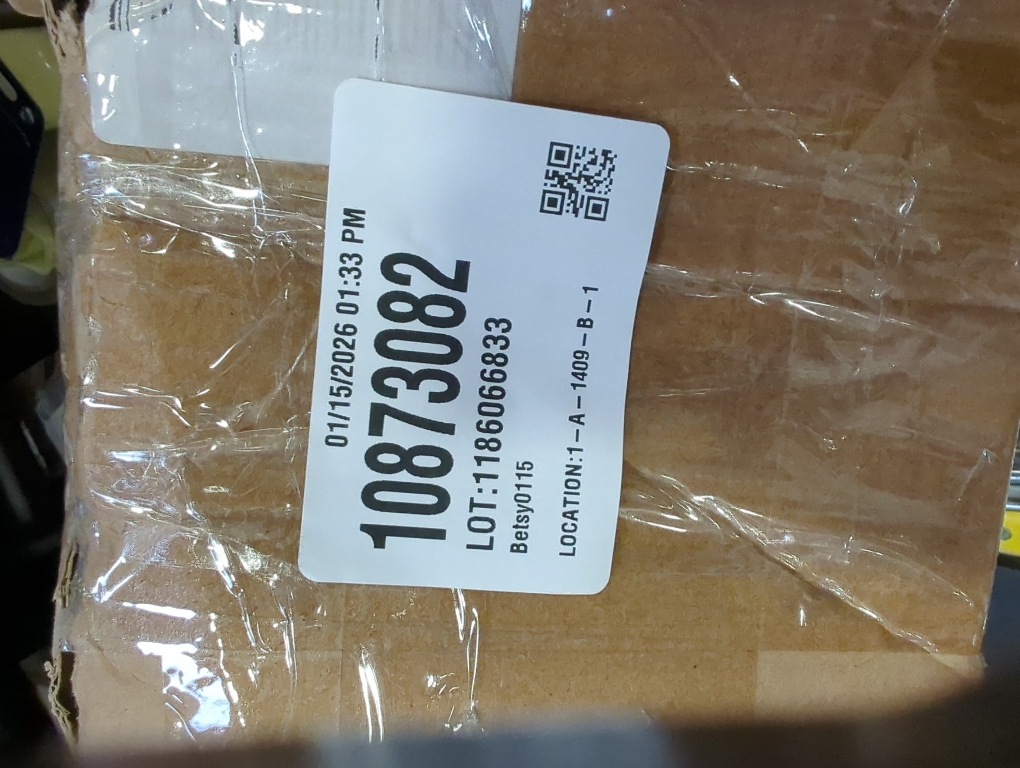 01/15/2026 01:33 PM
10873082
LOT:1186066833
Betsy0115
LOCATION:1-A-1409-B-1